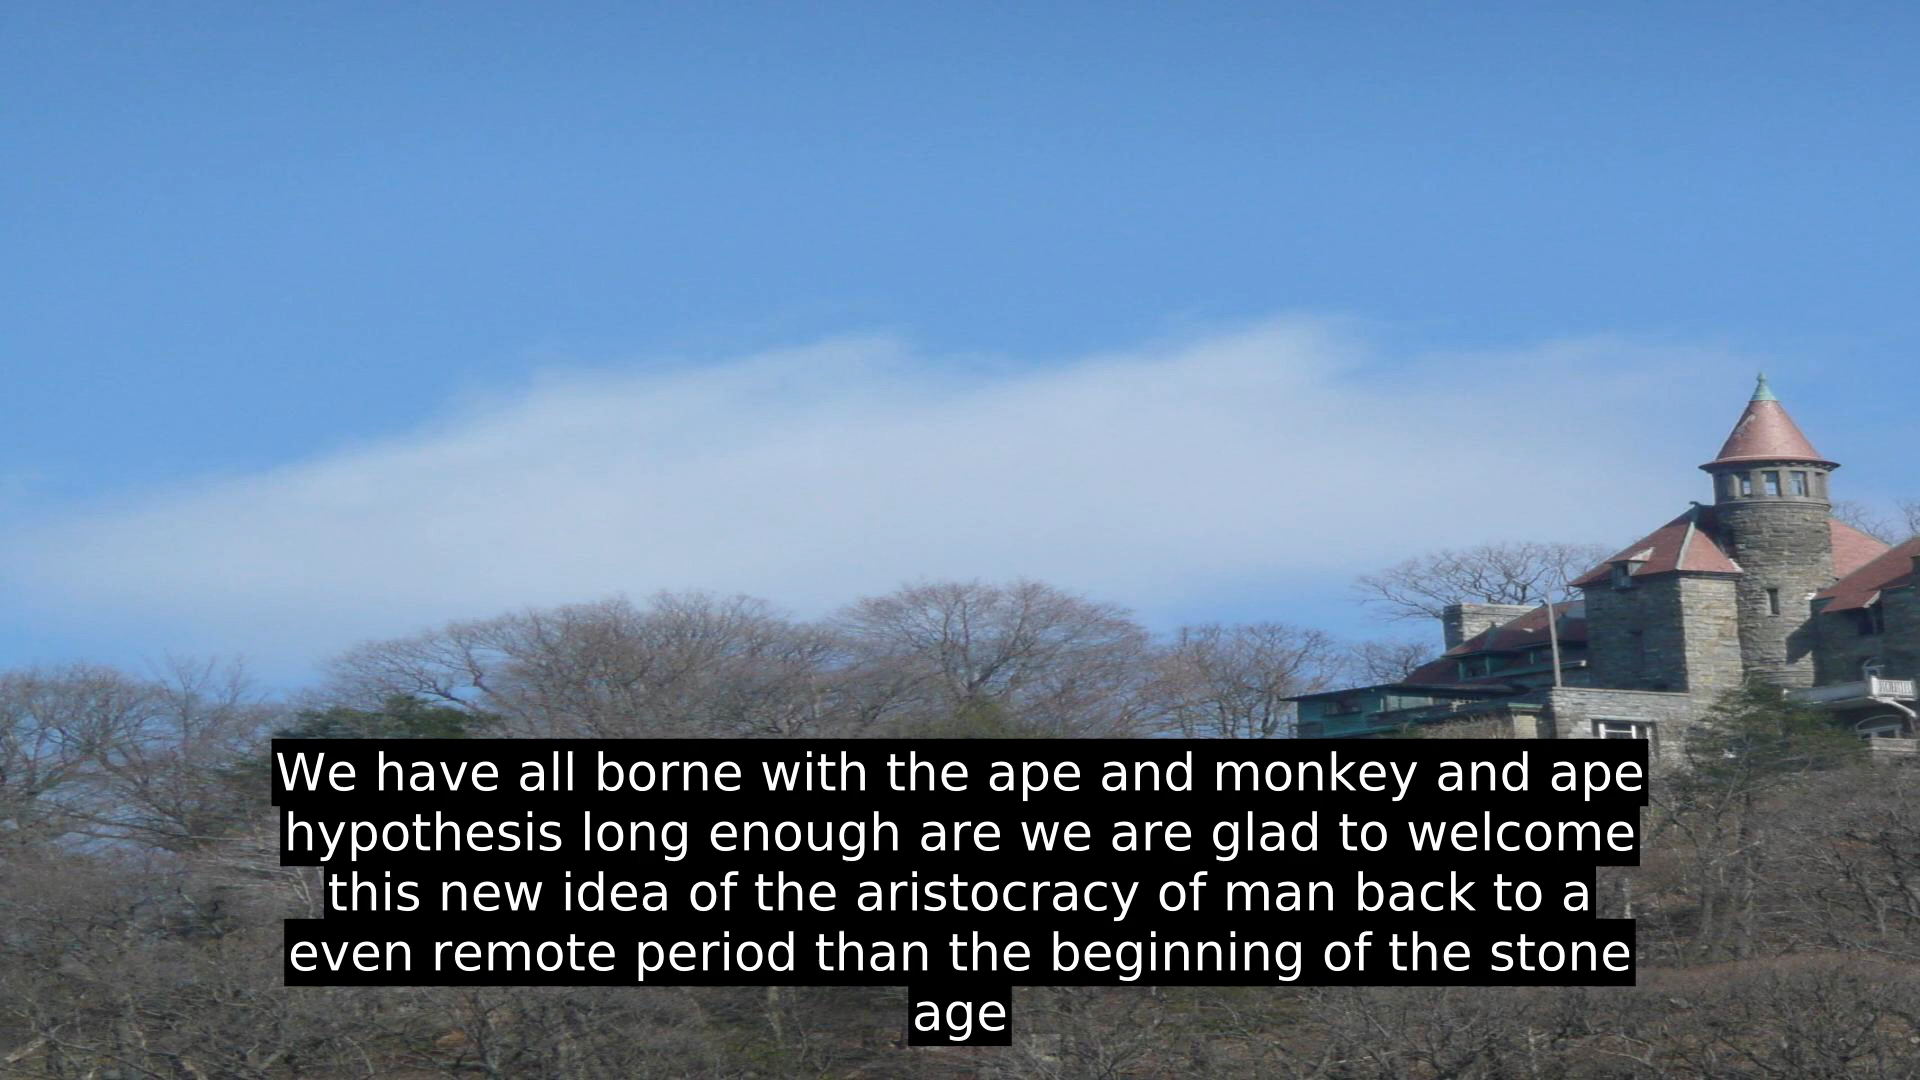 We have all borne with the ape and monkey and ape
hypothesis long enough are we are glad to welcome
this new idea of the aristocracy of man back to a
even remote period than the beginning of the stone
age